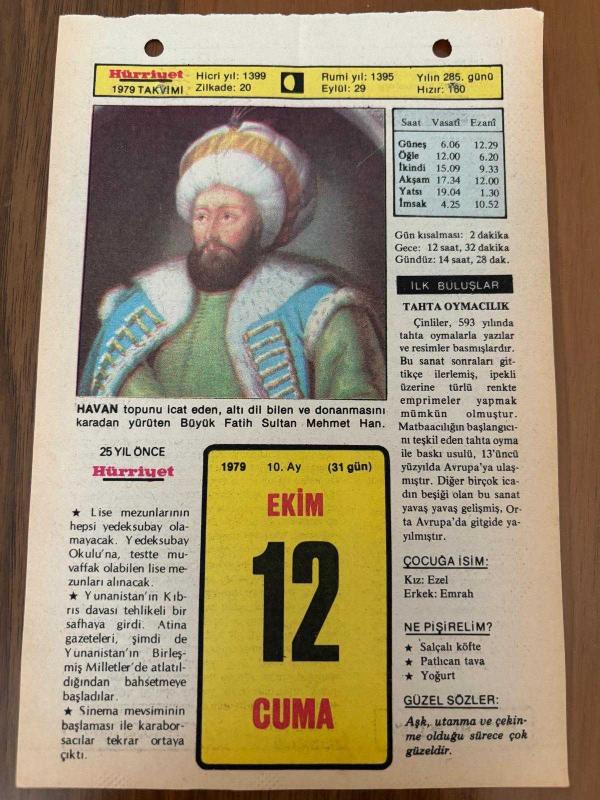 Hürriyet
1979 TAKVİMİ
Hicri yıl: 1399
Zilkade: 20
Rumi yıl: 1395
Eylül: 29
Yılın 285. günü
Hızır: 160
Saat Vasatî Ezanî
Güneş 6.06 12.29
Öğle 12.00 6.20
İkindi 15.09 9.33
Akşam 17.34 12.00
Yatsı 19.04 1.30
İmsak 4.25 10.52
Gün kısalması: 2 dakika
Gece: 12 saat, 32 dakika
Gündüz: 14 saat, 28 dak.
HAVAN topunu icat eden, altı dil bilen ve donanmasını
karadan yürüten Büyük Fatih Sultan Mehmet Han.
25 YIL ÖNCE
Hürriyet
★ Lise mezunlarının
hepsi yedeksubay ola-
mayacak. Yedeksubay
Okulu'na, testte mu-
vaffak olabilen lise me-
zunları alınacak.
★ Yunanistan'ın Kıb-
rıs davası tehlikeli bir
safhaya girdi. Atina
gazeteleri, şimdi de
Yunanistan'ın Birleş-
miş Milletler'de atlatıl-
dığından bahsetmeye
başladılar.
★ Sinema mevsiminin
başlaması ile karabor-
sacılar tekrar ortaya
çıktı.
1979 10. Ay (31 gün)
EKİM
12
CUMA
İLK BULUŞLAR
TAHTA OYMACILIK
Çinliler, 593 yılında
tahta oymalarla yazılar
ve resimler basmışlardır.
Bu sanat sonraları git-
tikçe ilerlemiş, ipekli
üzerine türlü renkte
emprimeler yapmak
mümkün olmuştur.
Matbaacılığın başlangıcı-
nı teşkil eden tahta oyma
ile baskı usulü, 13'üncü
yüzyılda Avrupa'ya ulaş-
mıştır. Diğer birçok ica-
dın beşiği olan bu sanat
yavaş yavaş gelişmiş, Or-
ta Avrupa'da gitgide ya-
yılmıştır.
ÇOCUĞA İSİM:
Kız: Ezel
Erkek: Emrah
NE PİŞİRELİM?
★ Salçalı köfte
★ Patlıcan tava
★ Yoğurt
GÜZEL SÖZLER:
Aşk, utanma ve çekin-
me olduğu sürece çok
güzeldir.